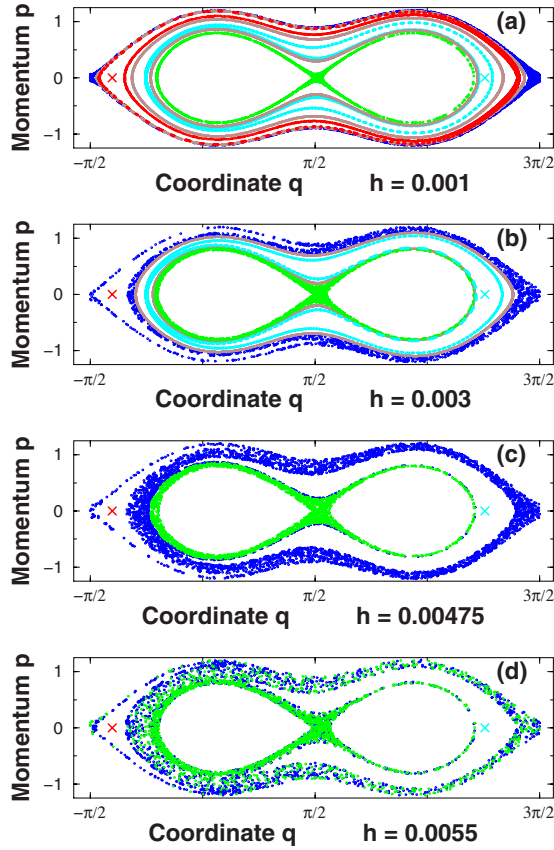 (a)
Momentum p
1
0
-1
−π/2 π/2 3π/2
Coordinate q h = 0.001
(b)
Momentum p
1
0
-1
−π/2 π/2 3π/2
Coordinate q h = 0.003
(c)
Momentum p
1
0
-1
−π/2 π/2 3π/2
Coordinate q h = 0.00475
(d)
Momentum p
1
0
-1
−π/2 π/2 3π/2
Coordinate q h = 0.0055